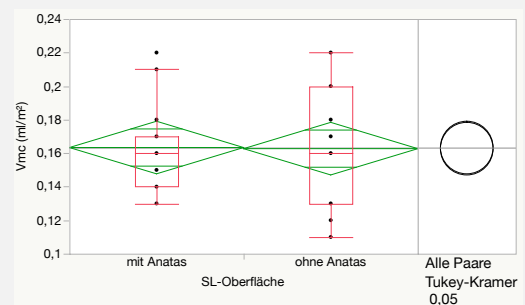 0,24
0,22
0,2
0,18
0,16
0,14
0,12
0,1
Vmc (ml/m²)
mit Anatas
ohne Anatas
SL-Oberfläche
Alle Paare
Tukey-Kramer
0,05